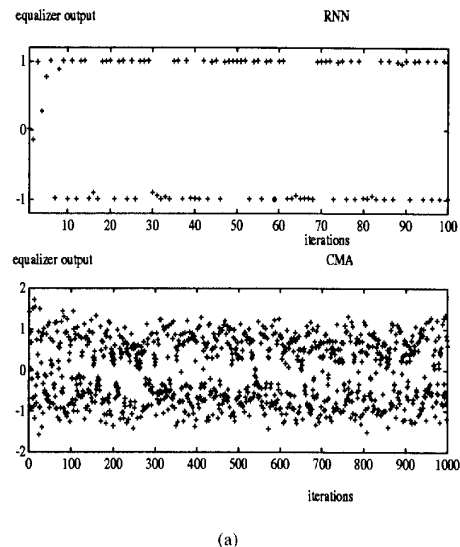 equalizer output RNN
1
0
-1
10 20 30 40 50 60 70 80 90 100
iterations
equalizer output CMA
2
1
0
-1
-2
0 100 200 300 400 500 600 700 800 900 1000
iterations
(a)